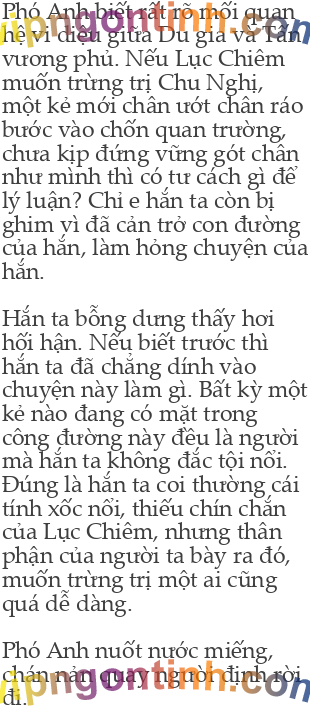 Phó Anh biết rất rõ mối quan
hệ vi diệu giữa Dư gia và Tấn
vương phủ. Nếu Lục Chiêm
muốn trừng trị Chu Nghị,
một kẻ mới chân ướt chân ráo
bước vào chốn quan trường,
chưa kịp đứng vững gót chân
như mình thì có tư cách gì để
lý luận? Chỉ e hắn ta còn bị
ghim vì đã cản trở con đường
của hắn, làm hỏng chuyện của
hắn.

Hắn ta bỗng dưng thấy hơi
hối hận. Nếu biết trước thì
hắn ta đã chẳng dính vào
chuyện này làm gì. Bất kỳ một
kẻ nào đang có mặt trong
công đường này đều là người
mà hắn ta không đắc tội nổi.
Đúng là hắn ta coi thường cái
tính xốc nổi, thiếu chín chắn
của Lục Chiêm, nhưng thân
phận của người ta bày ra đó,
muốn trừng trị một ai cũng
quá dễ dàng.

Phó Anh nuốt nước miếng,
chán nản quay người định rời
đi.
vipngontinh.com
vipngontinh.com